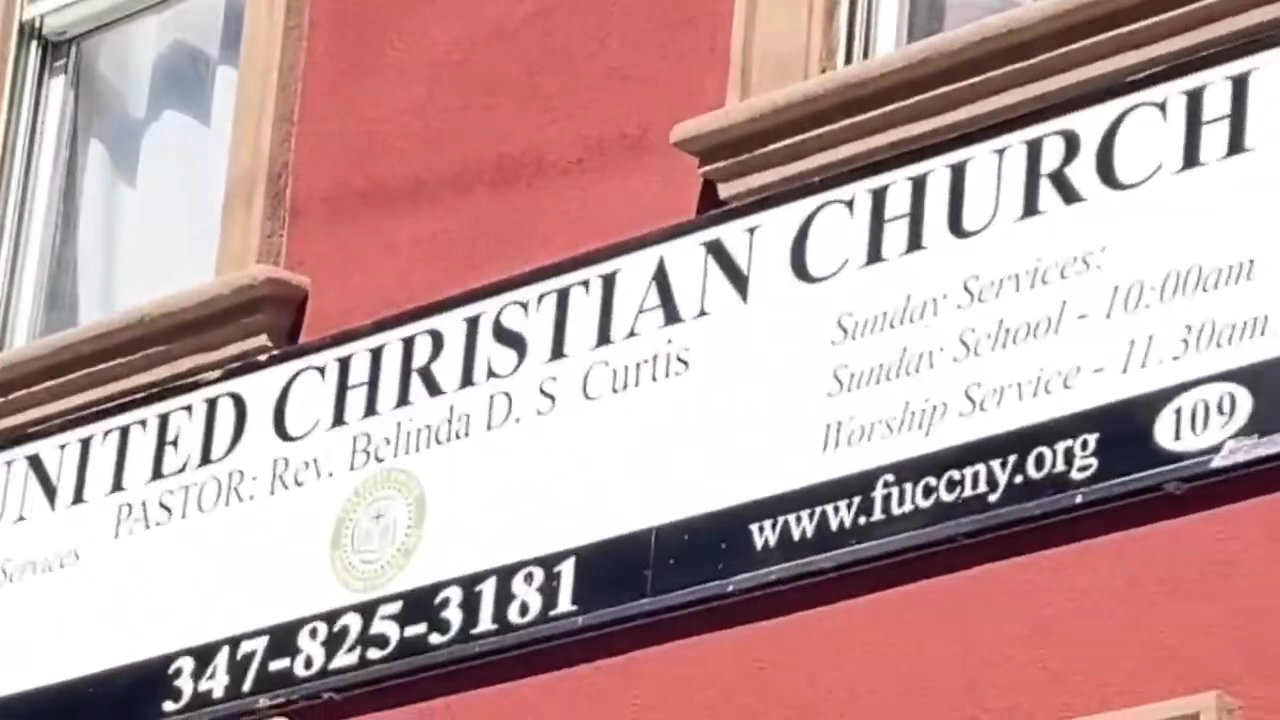 UNITED CHRISTIAN CHURCH
PASTOR: Rev. Belinda D. S Curtis
Services
Sunday Services:
Sunday School - 10:00am
Worship Service - 11:30am
347-825-3181
www.fuccny.org
109